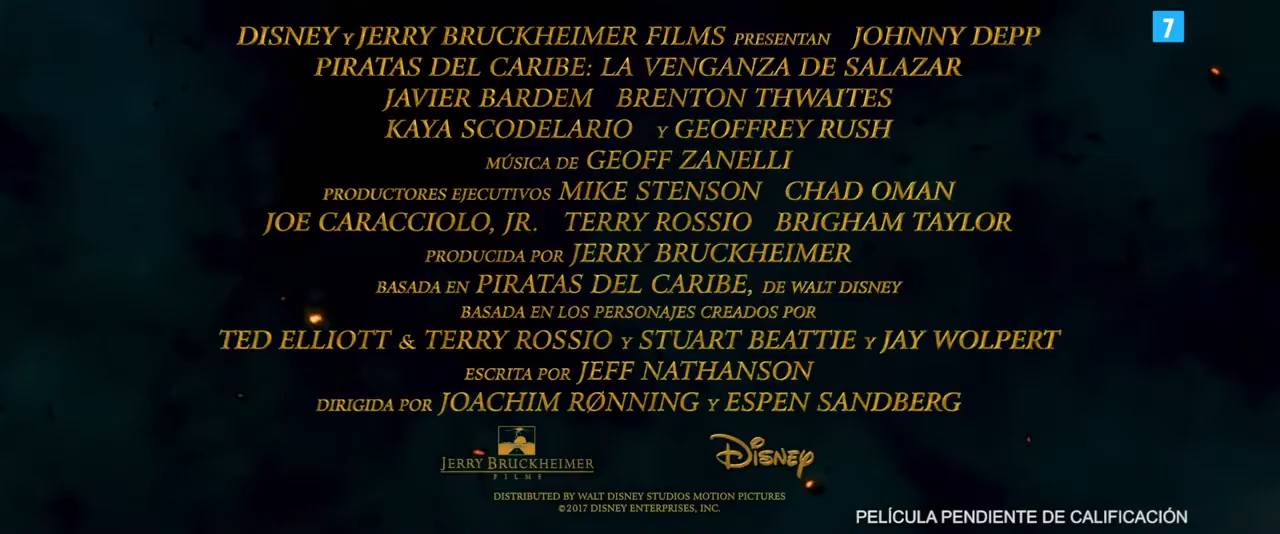 7
DISNEY Y JERRY BRUCKHEIMER FILMS PRESENTAN JOHNNY DEPP
PIRATAS DEL CARIBE: LA VENGANZA DE SALAZAR
JAVIER BARDEM BRENTON THWAITES
KAYA SCODELARIO Y GEOFFREY RUSH
MÚSICA DE GEOFF ZANELLI
PRODUCTORES EJECUTIVOS MIKE STENSON CHAD OMAN
JOE CARACCIOLO, JR. TERRY ROSSIO BRIGHAM TAYLOR
PRODUCIDA POR JERRY BRUCKHEIMER
BASADA EN PIRATAS DEL CARIBE, DE WALT DISNEY
BASADA EN LOS PERSONAJES CREADOS POR
TED ELLIOTT & TERRY ROSSIO Y STUART BEATTIE Y JAY WOLPERT
ESCRITA POR JEFF NATHANSON
DIRIGIDA POR JOACHIM RØNNING Y ESPEN SANDBERG
JERRY BRUCKHEIMER
FILMS
DISNEY
DISTRIBUTED BY WALT DISNEY STUDIOS MOTION PICTURES
©2017 DISNEY ENTERPRISES, INC.
PELÍCULA PENDIENTE DE CALIFICACIÓN